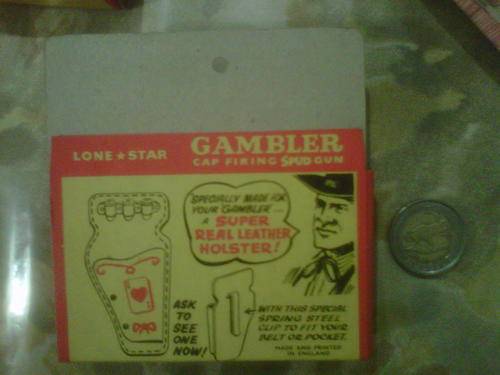 LONE ★ STAR
GAMBLER
CAP FIRING SPUD GUN
SPECIALLY MADE FOR
YOUR 'GAMBLER'...
A SUPER
REAL LEATHER
HOLSTER!
ASK
TO
SEE
ONE
NOW!
WITH THIS SPECIAL
SPRING STEEL
CLIP TO FIT YOUR
BELT OR POCKET.
MADE AND PRINTED
IN ENGLAND